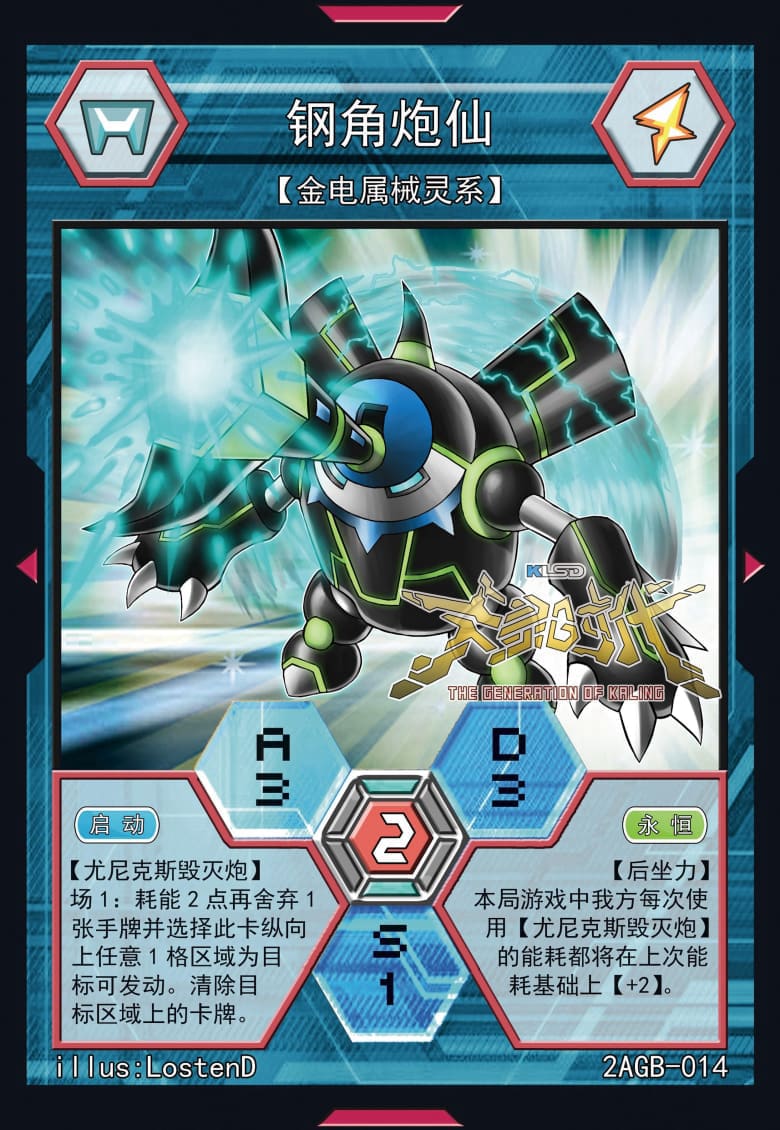 钢角炮仙
【金电属械灵系】
KLSD
THE GENERATION OF KALING
A
3
D
3
2
S
1
启动
【尤尼克斯毁灭炮】
场1：耗能2点再舍弃1
张手牌并选择此卡纵向
上任意1格区域为目
标可发动。清除目
标区域上的卡牌。
永恒
【后坐力】
本局游戏中我方每次使
用【尤尼克斯毁灭炮】
的能耗都将在上次能
耗基础上【+2】。
illus:LostenD
2AGB-014